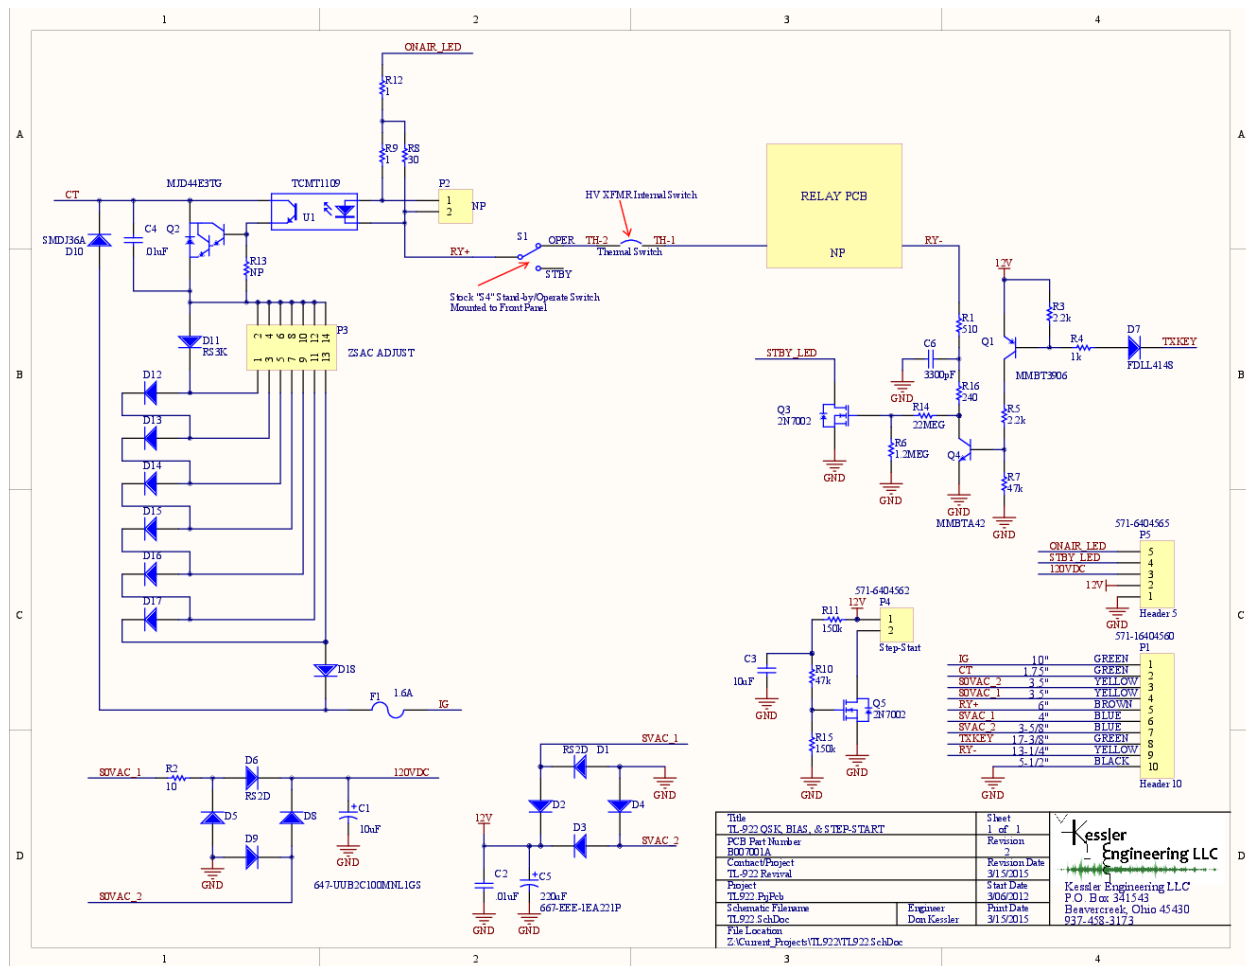 1
2
3
4
A
A
B
B
C
C
D
D
ONAIR_LED
R12
1
R9
1
R8
30
MJD44E3TG
TCMT1109
P2
1
2
NP
CT
U1
C4
.01uF
Q2
SMDJ36A
D10
R13
NP
HV XFMR Internal Switch
S1
OPER
TH-2
TH-1
Thermal Switch
RY+
STBY
Stock "S4" Stand-by/Operate Switch
Mounted to Front Panel
RELAY PCB
NP
RY-
12V
R3
2.2k
R1
510
Q1
R4
1k
D7
FDLL4148
TXKEY
MMBT3906
C6
3300pF
GND
STBY_LED
R16
240
Q3
2N7002
R14
22MEG
R5
2.2k
R6
1.2MEG
Q4
R7
47k
GND
GND
GND
MMBTA42
GND
D11
RS3K
P3
2
4
6
8
10
12
14
1
3
5
7
9
11
13
ZSAC ADJUST
D12
D13
D14
D15
D16
D17
D18
F1
1.6A
IG
571-6404565
P5
ONAIR_LED
5
STBY_LED
4
120VDC
3
12V
2
1
GND
Header 5
571-6404562
12V
P4
R11
150k
1
2
Step-Start
C3
10uF
R10
47k
GND
Q5
2N7002
R15
150k
GND
GND
571-16404560
P1
IG 10" GREEN 1
CT 1.75" GREEN 2
80VAC_2 3.5" YELLOW 3
80VAC_1 3.5" YELLOW 4
RY+ 6" BROWN 5
5VAC_1 4" BLUE 6
5VAC_2 3-5/8" BLUE 7
TXKEY 17-3/8" GREEN 8
RY- 13-1/4" YELLOW 9
5-1/2" BLACK 10
GND
Header 10
80VAC_1
R2
10
D6
RS2D
120VDC
D5
D8
C1
10uF
D9
GND
GND
80VAC_2
647-UUB2C100MNL1GS
5VAC_1
RS2D D1
GND
D2
D4
12V
D3
5VAC_2
C2
.01uF
C5
220uF
667-EEE-1EA221P
GND
GND
Title
TL-922 QSK, BIAS, & STEP-START
Sheet
1 of 1
PCB Part Number
B007001A
Revision
2
Contract/Project
TL-922 Revival
Revision Date
3/15/2015
Project
TL922.PrjPcb
Start Date
3/06/2012
Schematic Filename
TL922.SchDoc
Engineer
Don Kessler
Print Date
3/15/2015
File Location
Z:\Current_Projects\TL922\TL922.SchDoc
Kessler
Engineering LLC
Kessler Engineering LLC
P.O. Box 341543
Beavercreek, Ohio 45430
937-458-3173
1
2
3
4